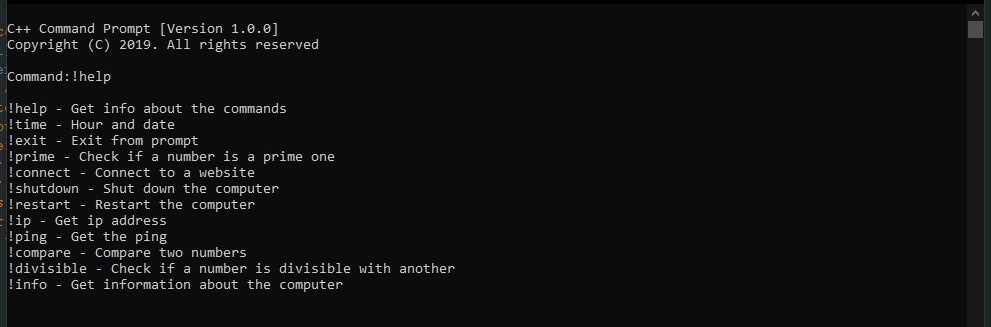 C++ Command Prompt [Version 1.0.0]
Copyright (C) 2019. All rights reserved
Command:!help
!help - Get info about the commands
!time - Hour and date
!exit - Exit from prompt
!prime - Check if a number is a prime one
!connect - Connect to a website
!shutdown - Shut down the computer
!restart - Restart the computer
!ip - Get ip address
!ping - Get the ping
!compare - Compare two numbers
!divisible - Check if a number is divisible with another
!info - Get information about the computer